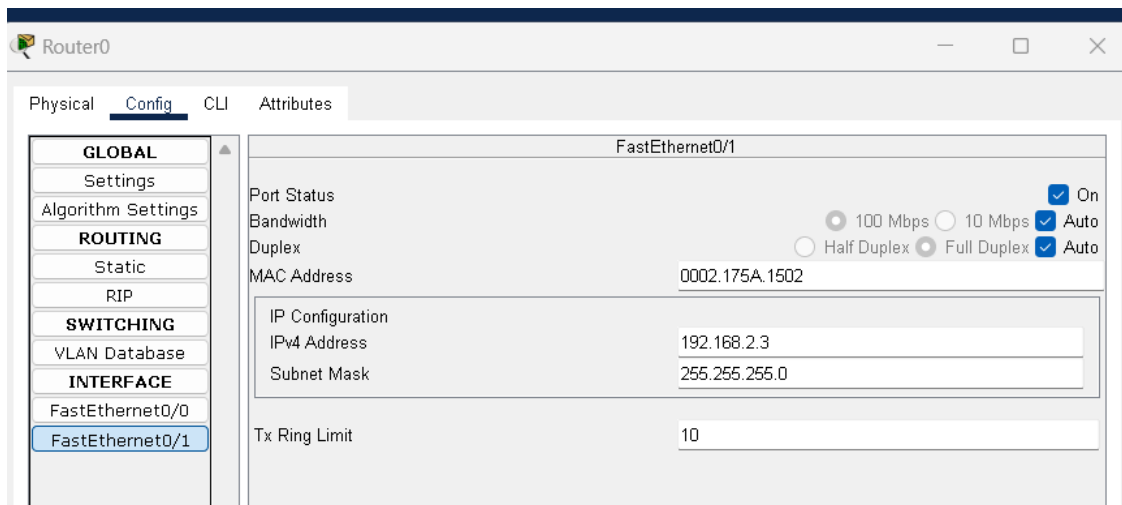 Router0
Physical Config CLI Attributes
GLOBAL
Settings
Algorithm Settings
ROUTING
Static
RIP
SWITCHING
VLAN Database
INTERFACE
FastEthernet0/0
FastEthernet0/1
FastEthernet0/1
Port Status On
Bandwidth 100 Mbps 10 Mbps Auto
Duplex Half Duplex Full Duplex Auto
MAC Address 0002.175A.1502
IP Configuration
IPv4 Address 192.168.2.3
Subnet Mask 255.255.255.0
Tx Ring Limit 10